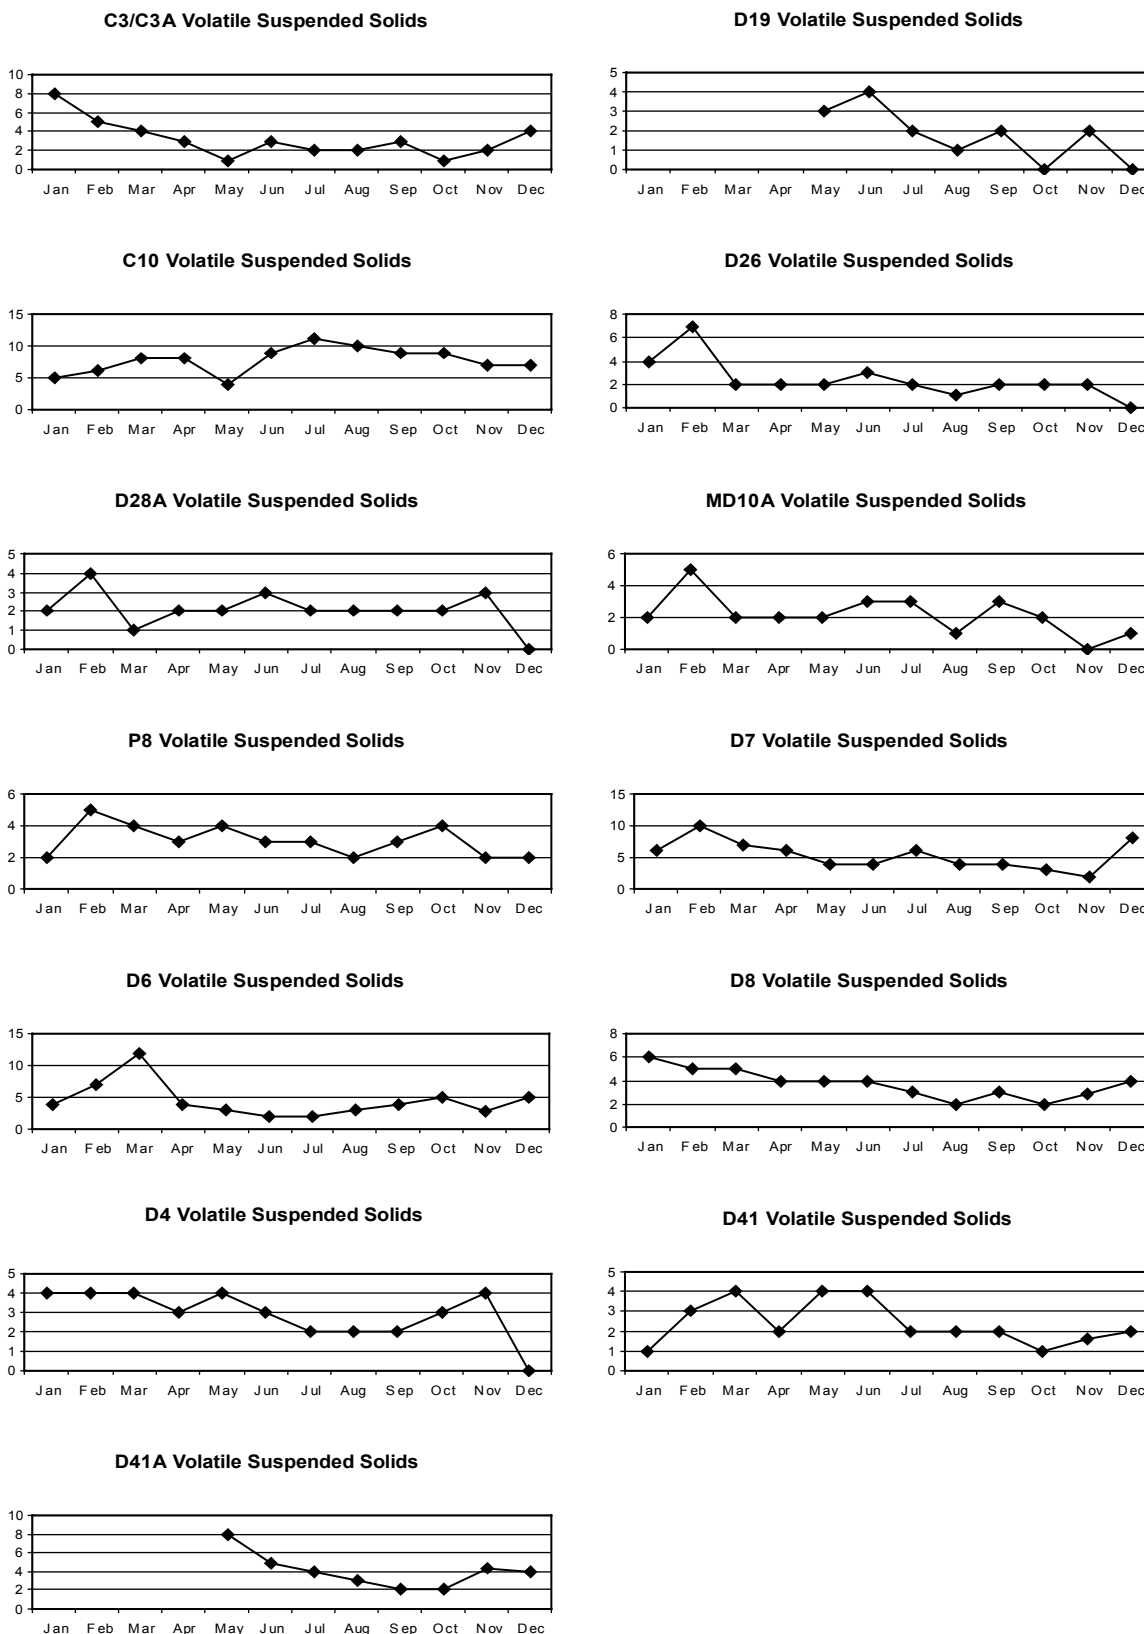 C3/C3A Volatile Suspended Solids
10
8
6
4
2
0
Jan Feb Mar Apr May Jun Jul Aug Sep Oct Nov Dec
D19 Volatile Suspended Solids
5
4
3
2
1
0
Jan Feb Mar Apr May Jun Jul Aug Sep Oct Nov Dec
C10 Volatile Suspended Solids
15
10
5
0
Jan Feb Mar Apr May Jun Jul Aug Sep Oct Nov Dec
D26 Volatile Suspended Solids
8
6
4
2
0
Jan Feb Mar Apr May Jun Jul Aug Sep Oct Nov Dec
D28A Volatile Suspended Solids
5
4
3
2
1
0
Jan Feb Mar Apr May Jun Jul Aug Sep Oct Nov Dec
MD10A Volatile Suspended Solids
6
4
2
0
Jan Feb Mar Apr May Jun Jul Aug Sep Oct Nov Dec
P8 Volatile Suspended Solids
6
4
2
0
Jan Feb Mar Apr May Jun Jul Aug Sep Oct Nov Dec
D7 Volatile Suspended Solids
15
10
5
0
Jan Feb Mar Apr May Jun Jul Aug Sep Oct Nov Dec
D6 Volatile Suspended Solids
15
10
5
0
Jan Feb Mar Apr May Jun Jul Aug Sep Oct Nov Dec
D8 Volatile Suspended Solids
8
6
4
2
0
Jan Feb Mar Apr May Jun Jul Aug Sep Oct Nov Dec
D4 Volatile Suspended Solids
5
4
3
2
1
0
Jan Feb Mar Apr May Jun Jul Aug Sep Oct Nov Dec
D41 Volatile Suspended Solids
5
4
3
2
1
0
Jan Feb Mar Apr May Jun Jul Aug Sep Oct Nov Dec
D41A Volatile Suspended Solids
10
8
6
4
2
0
Jan Feb Mar Apr May Jun Jul Aug Sep Oct Nov Dec